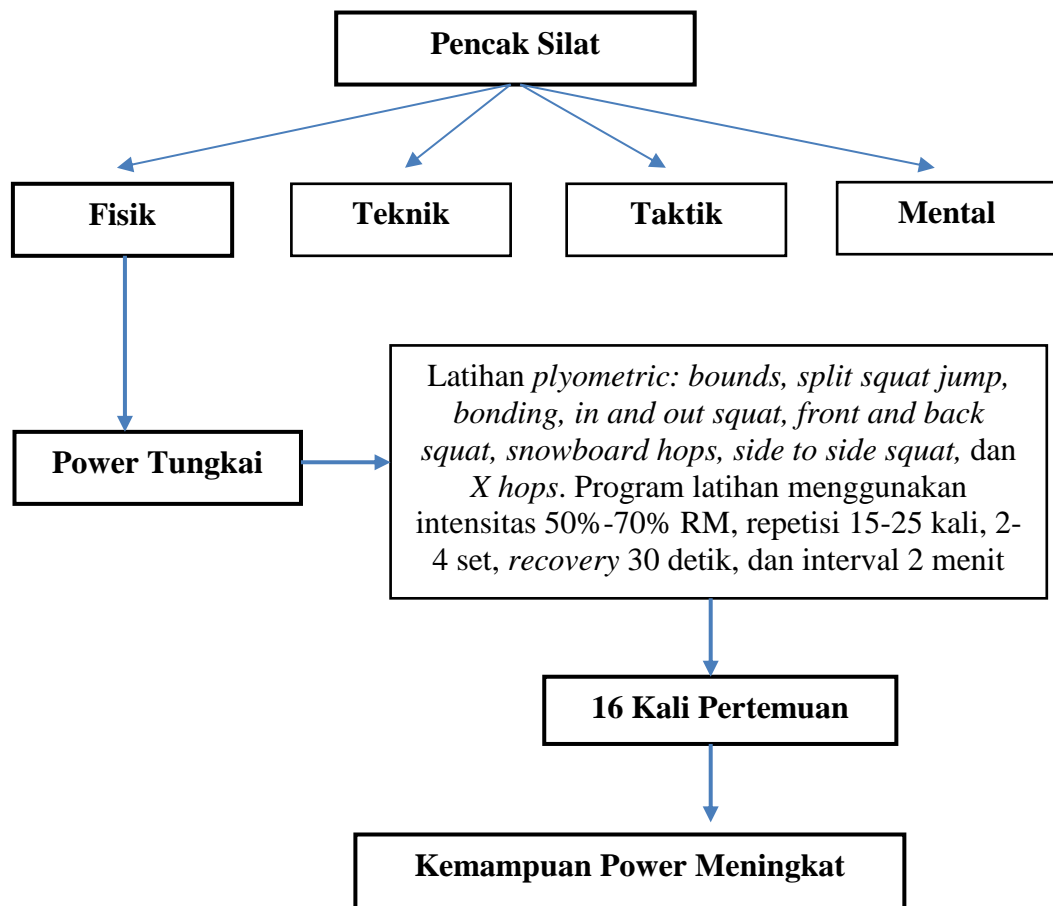 Pencak Silat
Fisik
Teknik
Taktik
Mental
Power Tungkai
Latihan plyometric: bounds, split squat jump,
bonding, in and out squat, front and back
squat, snowboard hops, side to side squat, dan
X hops. Program latihan menggunakan
intensitas 50%-70% RM, repetisi 15-25 kali, 2-
4 set, recovery 30 detik, dan interval 2 menit
16 Kali Pertemuan
Kemampuan Power Meningkat